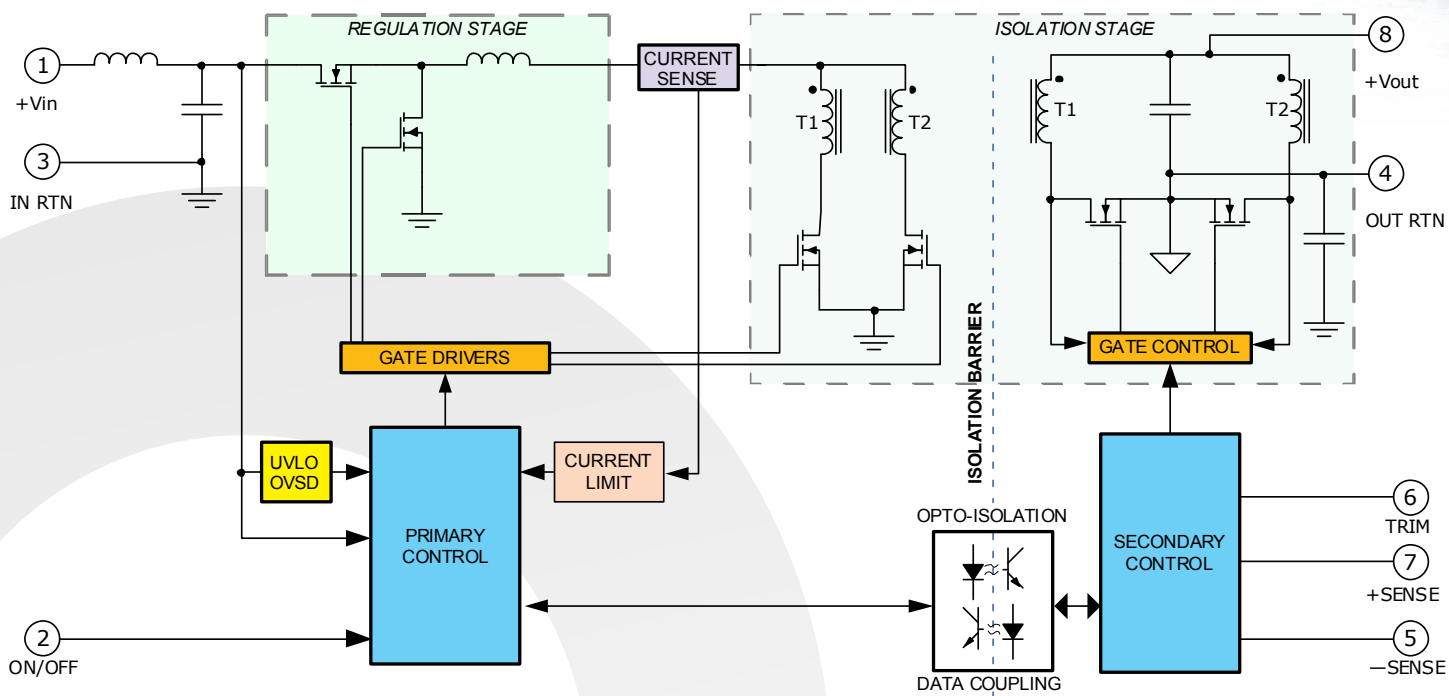 REGULATION STAGE
ISOLATION STAGE
1
+Vin
3
IN RTN
CURRENT
SENSE
T1
T2
T1
T2
8
+Vout
4
OUT RTN
GATE DRIVERS
GATE CONTROL
ISOLATION BARRIER
UVLO
OVSD
CURRENT
LIMIT
PRIMARY
CONTROL
OPTO-ISOLATION
DATA COUPLING
SECONDARY
CONTROL
6
TRIM
7
+SENSE
5
—SENSE
2
ON/OFF